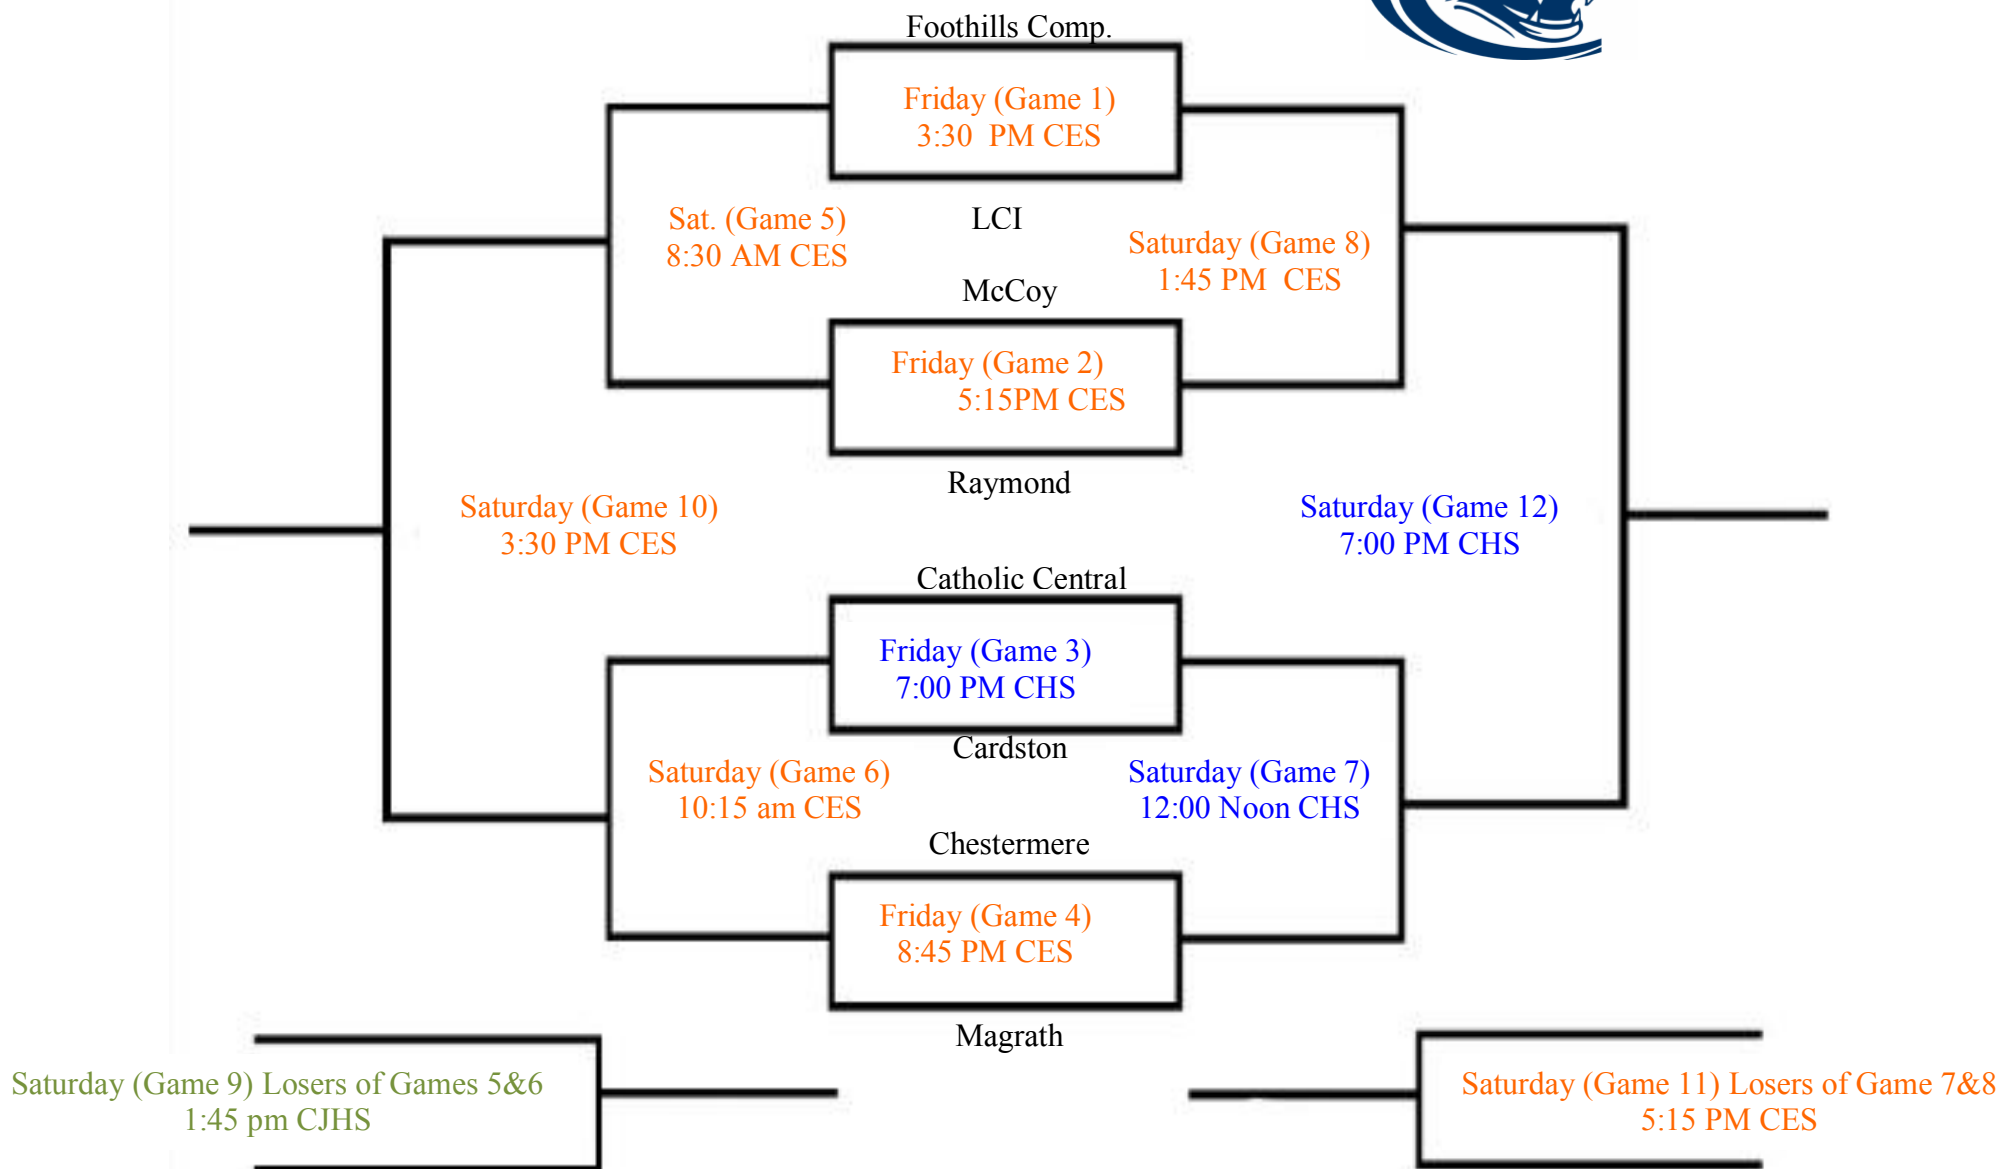 Foothills Comp.
Friday (Game 1)
3:30 PM CES
Sat. (Game 5)
8:30 AM CES
LCI
Saturday (Game 8)
1:45 PM CES
McCoy
Friday (Game 2)
5:15PM CES
Raymond
Saturday (Game 10)
3:30 PM CES
Saturday (Game 12)
7:00 PM CHS
Catholic Central
Friday (Game 3)
7:00 PM CHS
Cardston
Saturday (Game 6)
10:15 am CES
Saturday (Game 7)
12:00 Noon CHS
Chestermere
Friday (Game 4)
8:45 PM CES
Magrath
Saturday (Game 9) Losers of Games 5&6
1:45 pm CJHS
Saturday (Game 11) Losers of Game 7&8
5:15 PM CES